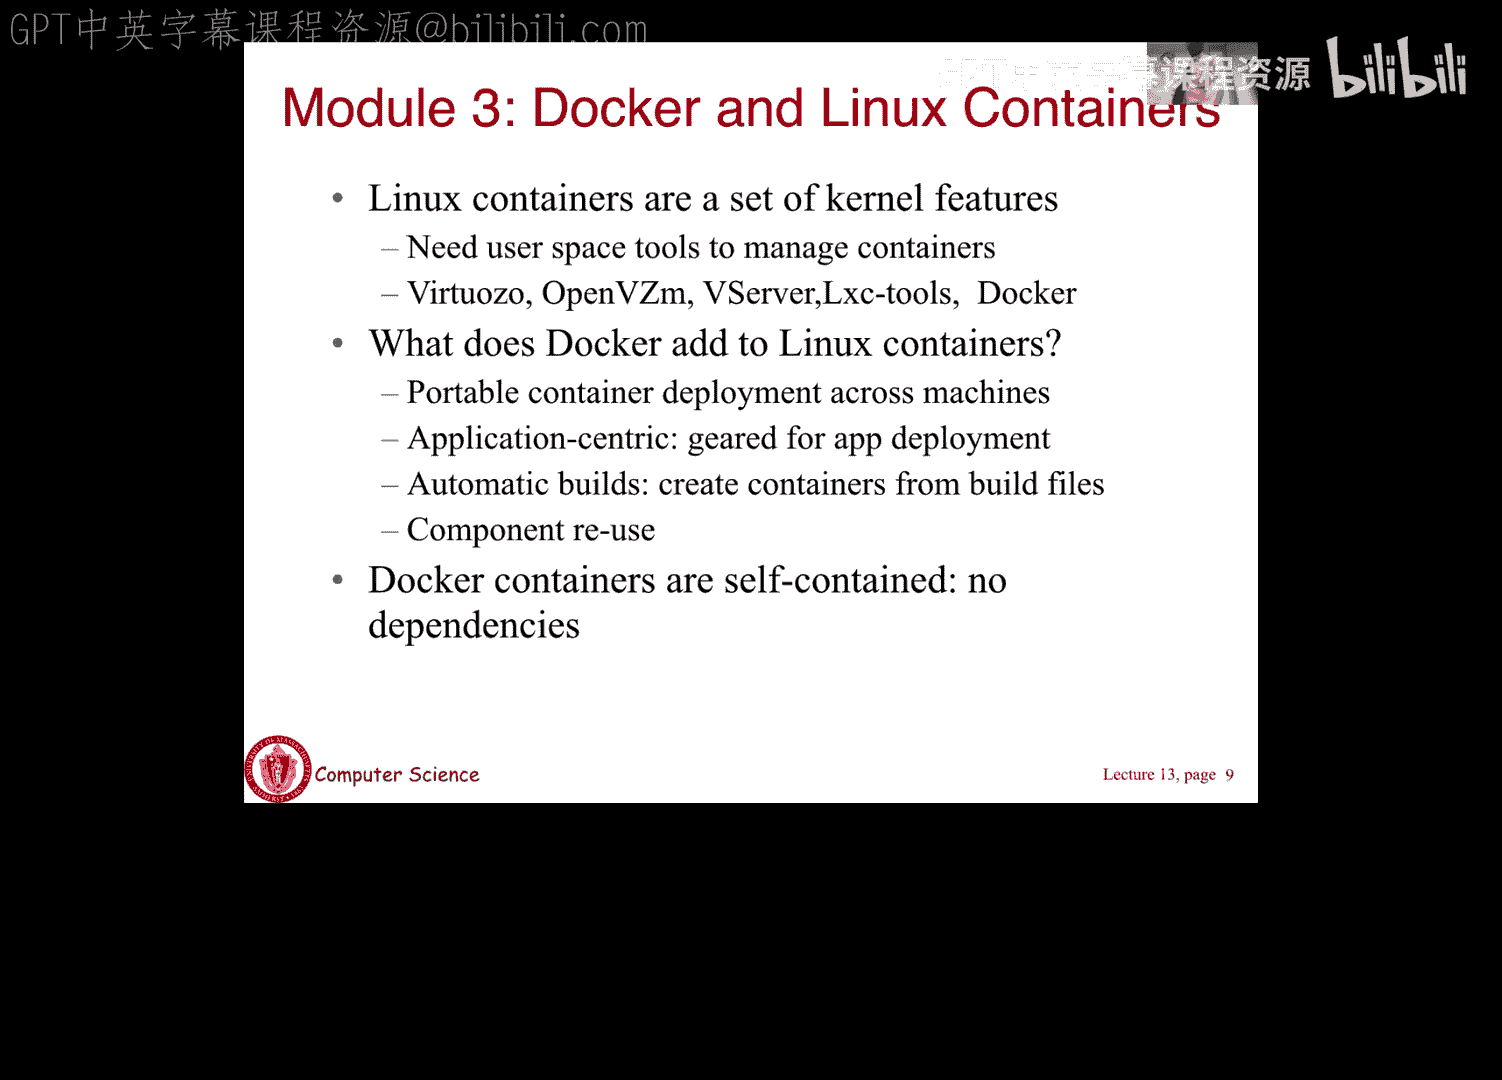 GPT中英字幕课程资源@bilibili.com
课程资源 bilibili
Module 3: Docker and Linux Containers
• Linux containers are a set of kernel features
– Need user space tools to manage containers
– Virtuozo, OpenVZm, VServer,Lxc-tools, Docker
• What does Docker add to Linux containers?
– Portable container deployment across machines
– Application-centric: geared for app deployment
– Automatic builds: create containers from build files
– Component re-use
• Docker containers are self-contained: no
dependencies
Computer Science
Lecture 13, page 9